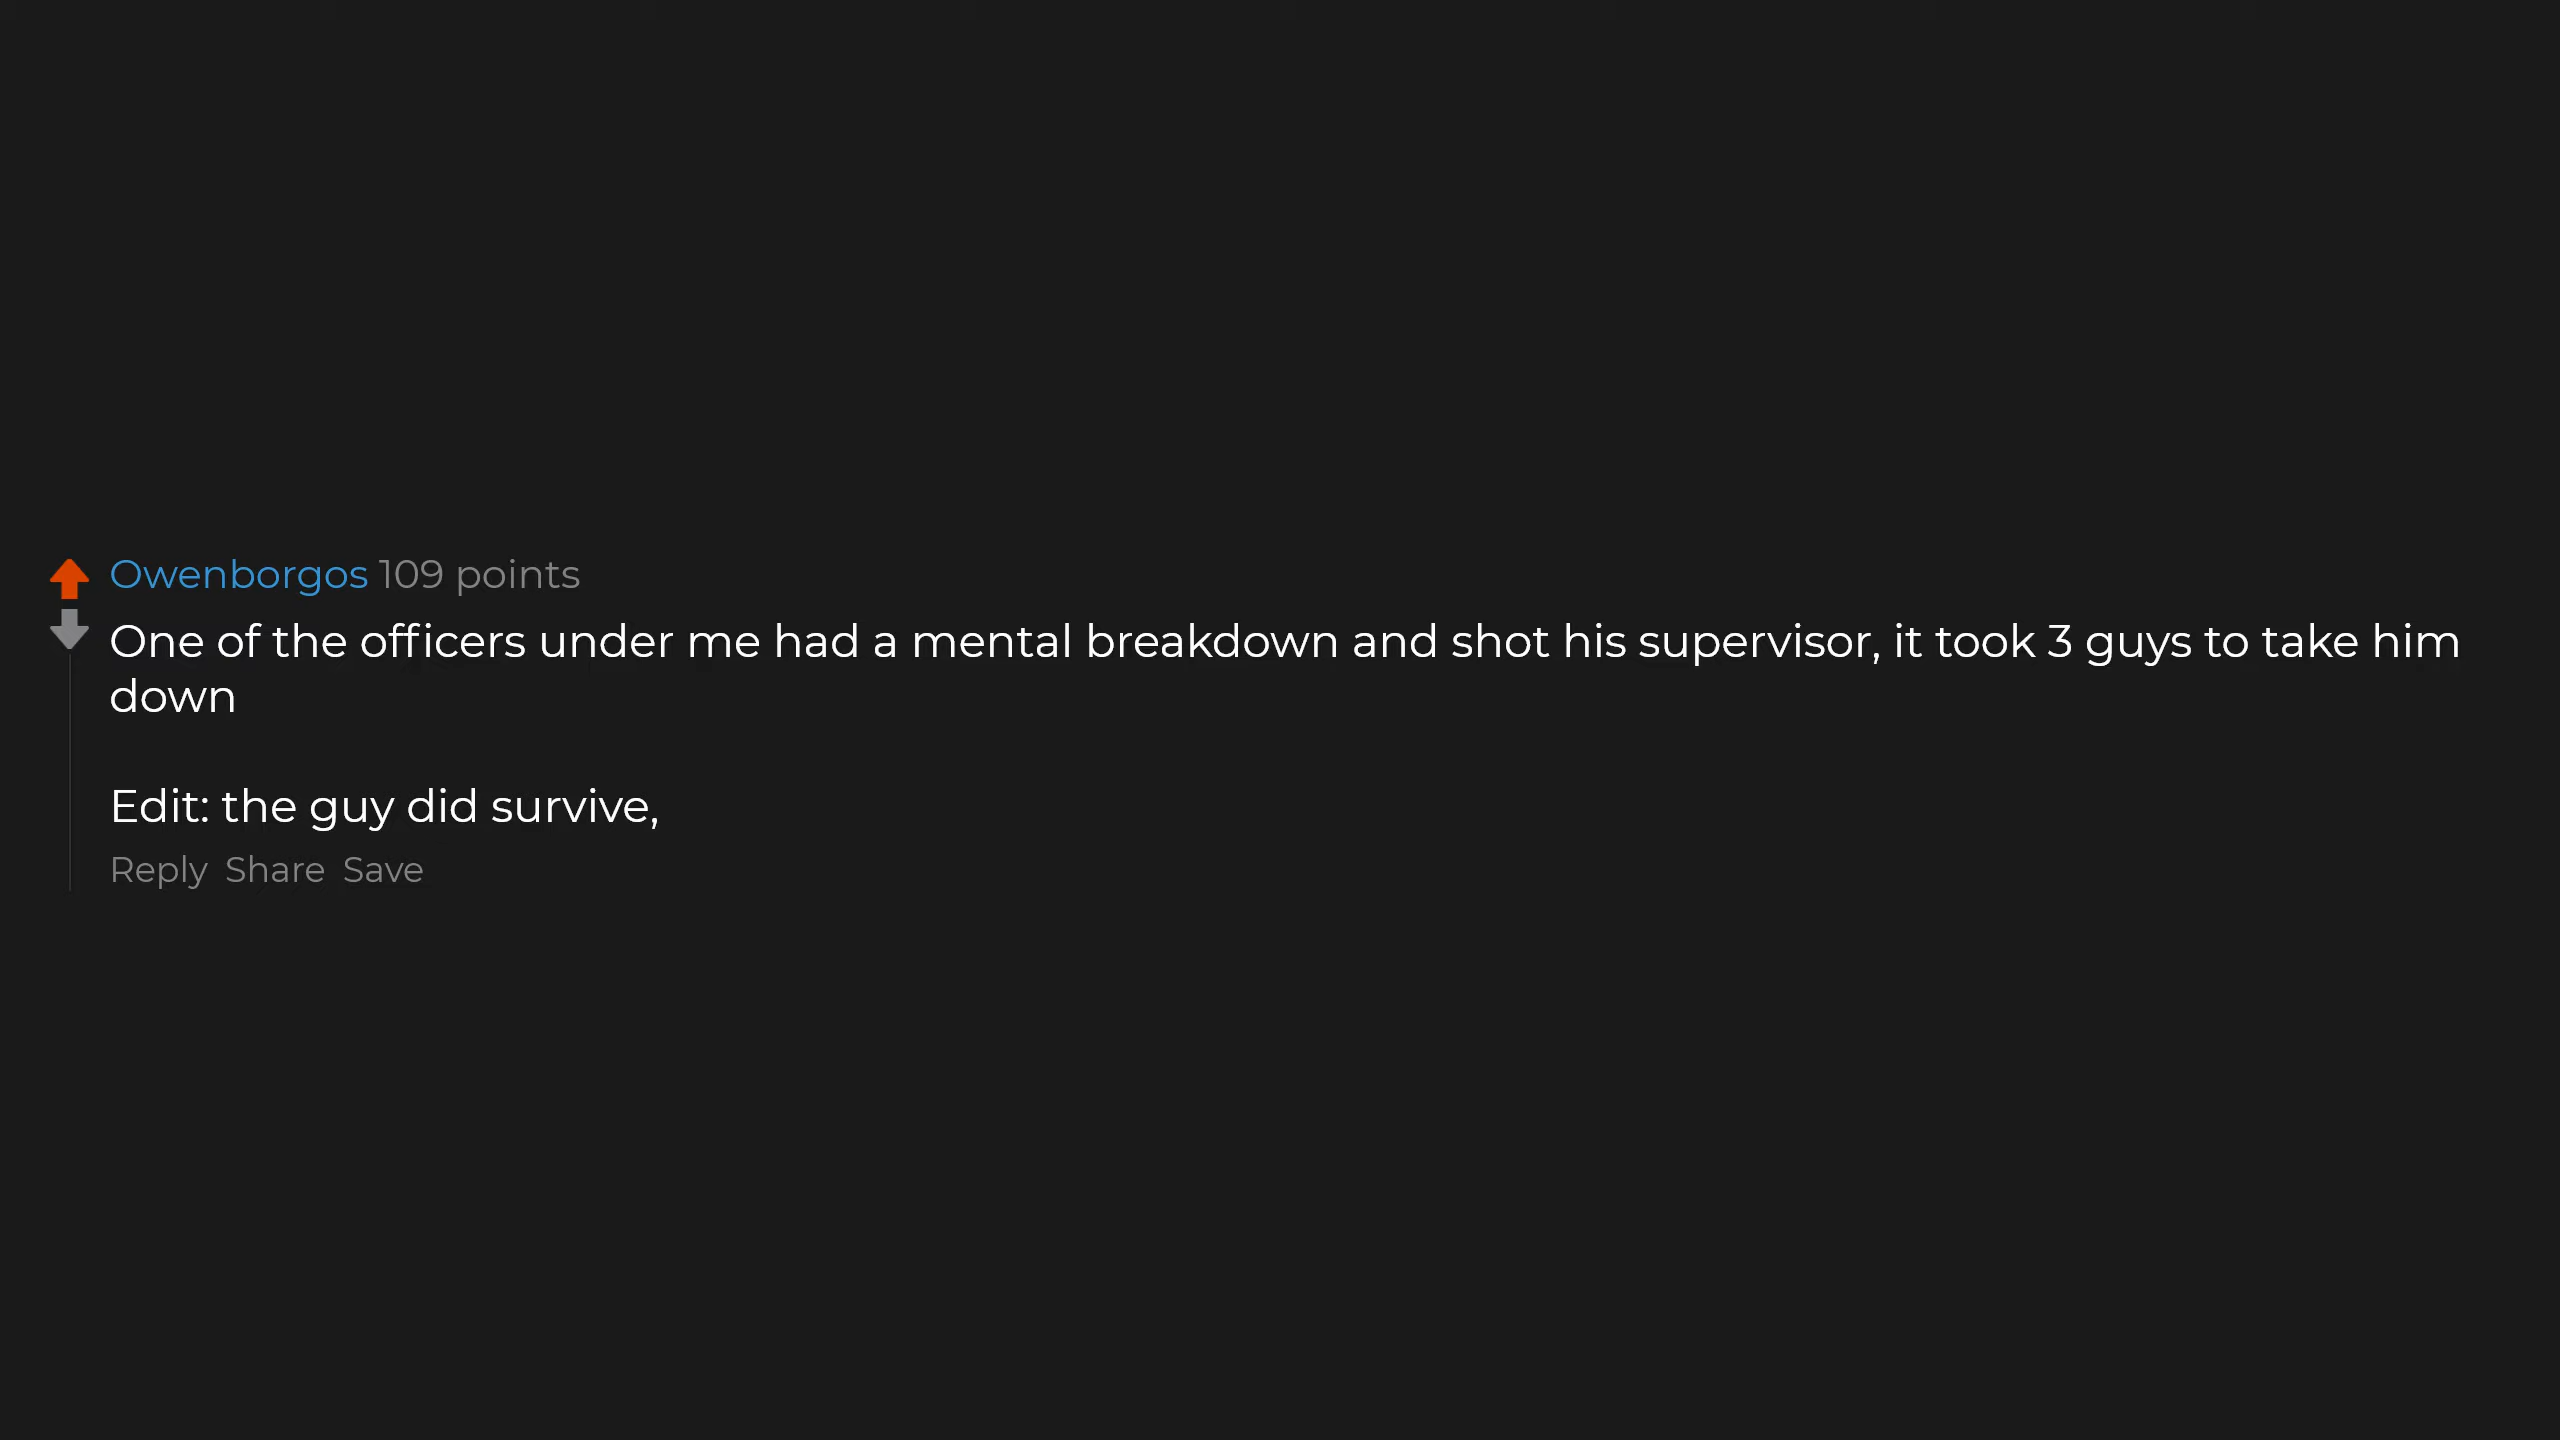 Owenborgos 109 points
One of the officers under me had a mental breakdown and shot his supervisor, it took 3 guys to take him
down
Edit: the guy did survive,
Reply Share Save